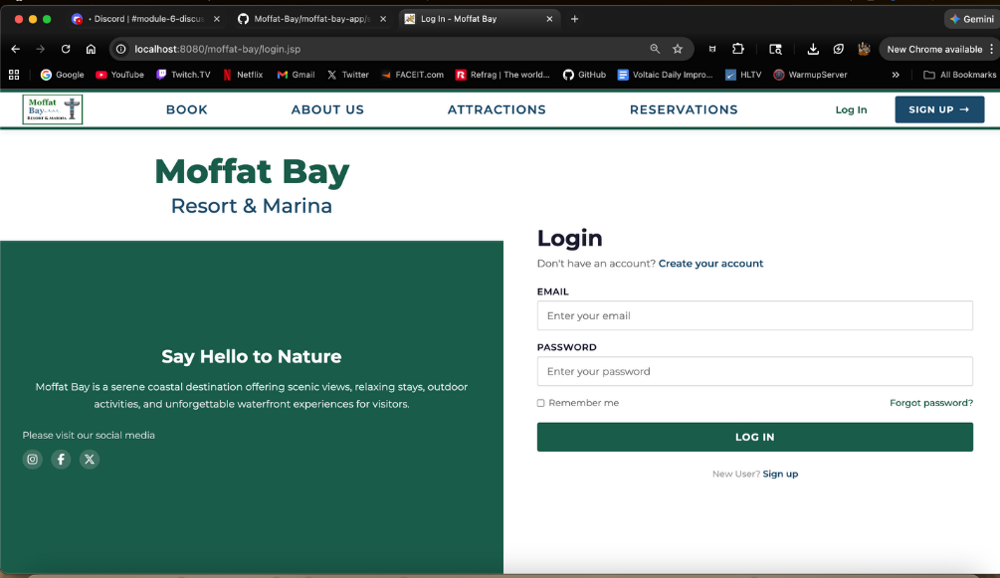 Discord | #module-6-discus
Moffat-Bay/moffat-bay-app/s
Log In - Moffat Bay
Gemini
localhost:8080/moffat-bay/login.jsp
New Chrome available
Google
YouTube
Twitch.TV
Netflix
Gmail
Twitter
FACEIT.com
Refrag | The world...
GitHub
Voltaic Daily Impro...
HLTV
WarmupServer
All Bookmarks
Moffat
Bay
RESORT & MARINA
BOOK
ABOUT US
ATTRACTIONS
RESERVATIONS
Log In
SIGN UP →
Moffat Bay
Resort & Marina
Say Hello to Nature
Moffat Bay is a serene coastal destination offering scenic views, relaxing stays, outdoor
activities, and unforgettable waterfront experiences for visitors.
Please visit our social media
Login
Don't have an account? Create your account
EMAIL
Enter your email
PASSWORD
Enter your password
Remember me
Forgot password?
LOG IN
New User? Sign up